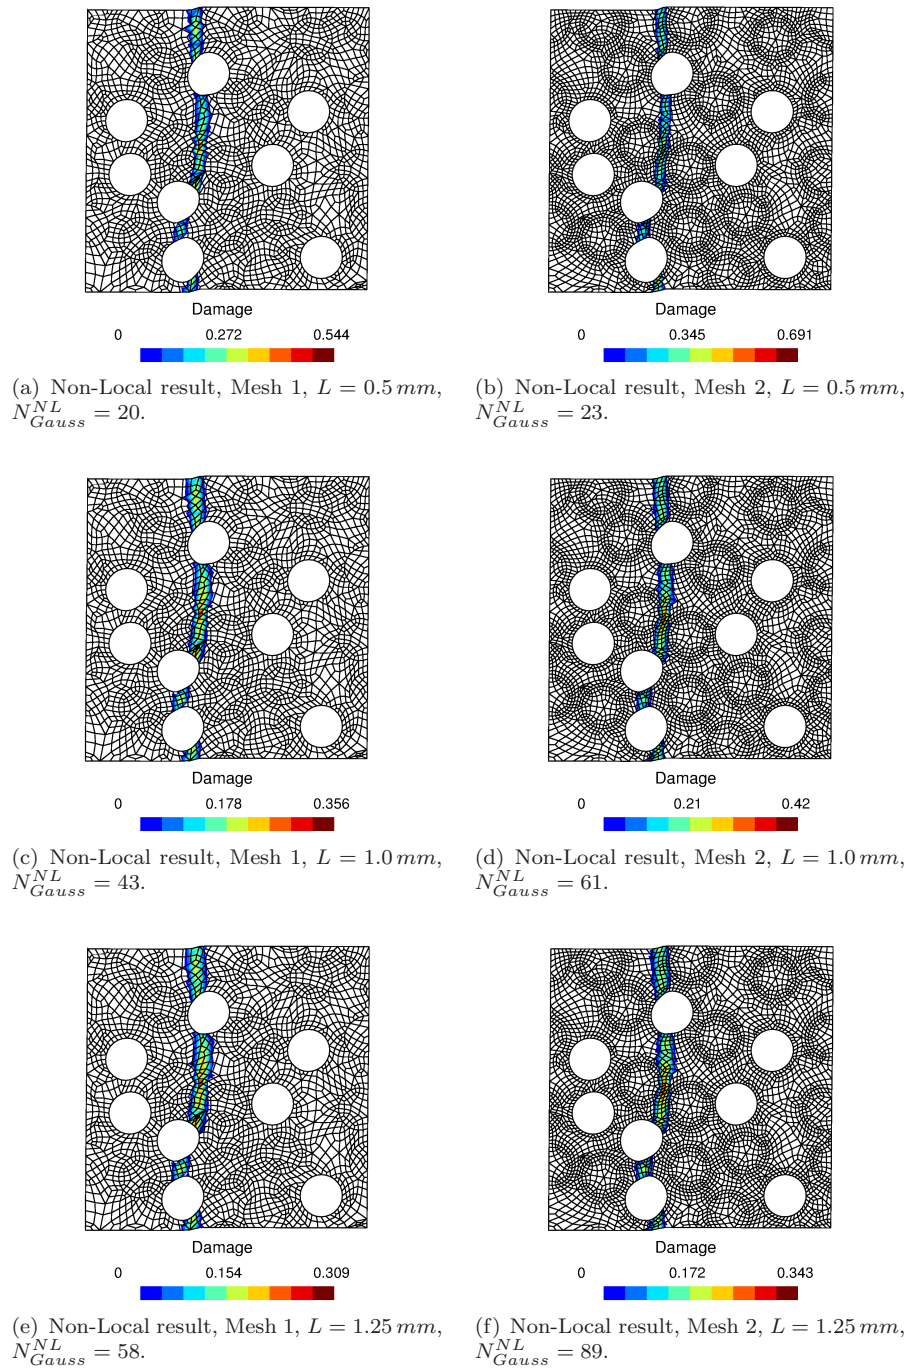 Damage
Damage
0 0.272 0.544
0 0.345 0.691
(a) Non-Local result, Mesh 1, L = 0.5 mm,
N^{NL}_{Gauss} = 20.
(b) Non-Local result, Mesh 2, L = 0.5 mm,
N^{NL}_{Gauss} = 23.
Damage
Damage
0 0.178 0.356
0 0.21 0.42
(c) Non-Local result, Mesh 1, L = 1.0 mm,
N^{NL}_{Gauss} = 43.
(d) Non-Local result, Mesh 2, L = 1.0 mm,
N^{NL}_{Gauss} = 61.
Damage
Damage
0 0.154 0.309
0 0.172 0.343
(e) Non-Local result, Mesh 1, L = 1.25 mm,
N^{NL}_{Gauss} = 58.
(f) Non-Local result, Mesh 2, L = 1.25 mm,
N^{NL}_{Gauss} = 89.